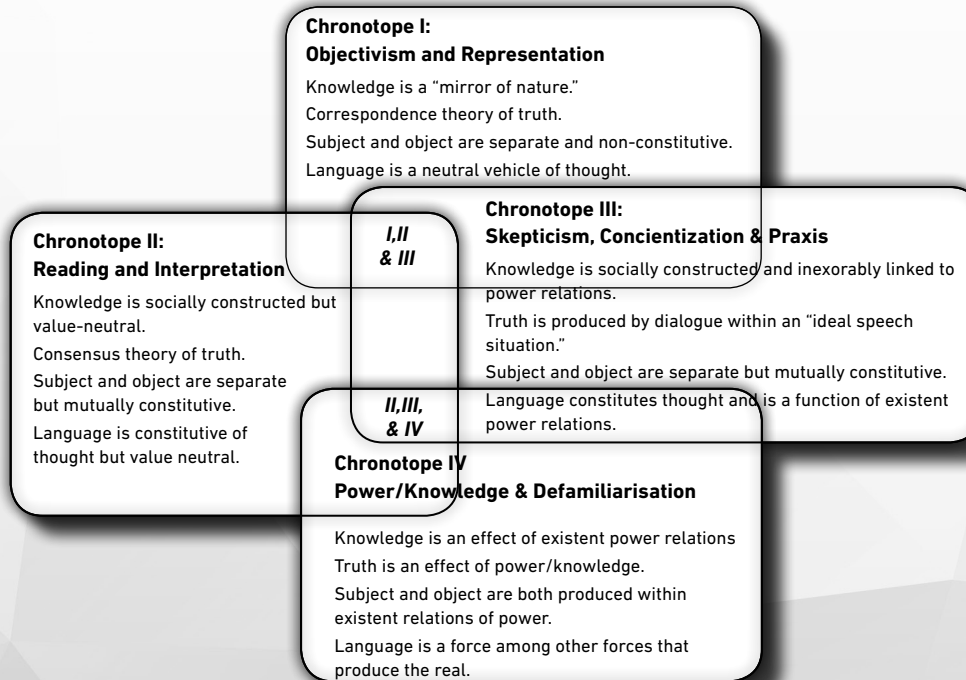 Chronotope I:
Objectivism and Representation
Knowledge is a “mirror of nature.”
Correspondence theory of truth.
Subject and object are separate and non-constitutive.
Language is a neutral vehicle of thought.
Chronotope II:
Reading and Interpretation
Knowledge is socially constructed but
value-neutral.
Consensus theory of truth.
Subject and object are separate
but mutually constitutive.
Language is constitutive of
thought but value neutral.
I,II
& III
Chronotope III:
Skepticism, Concientization & Praxis
Knowledge is socially constructed and inexorably linked to
power relations.
Truth is produced by dialogue within an “ideal speech
situation.”
Subject and object are separate but mutually constitutive.
Language constitutes thought and is a function of existent
power relations.
II,III,
& IV
Chronotope IV
Power/Knowledge & Defamiliarisation
Knowledge is an effect of existent power relations
Truth is an effect of power/knowledge.
Subject and object are both produced within
existent relations of power.
Language is a force among other forces that
produce the real.